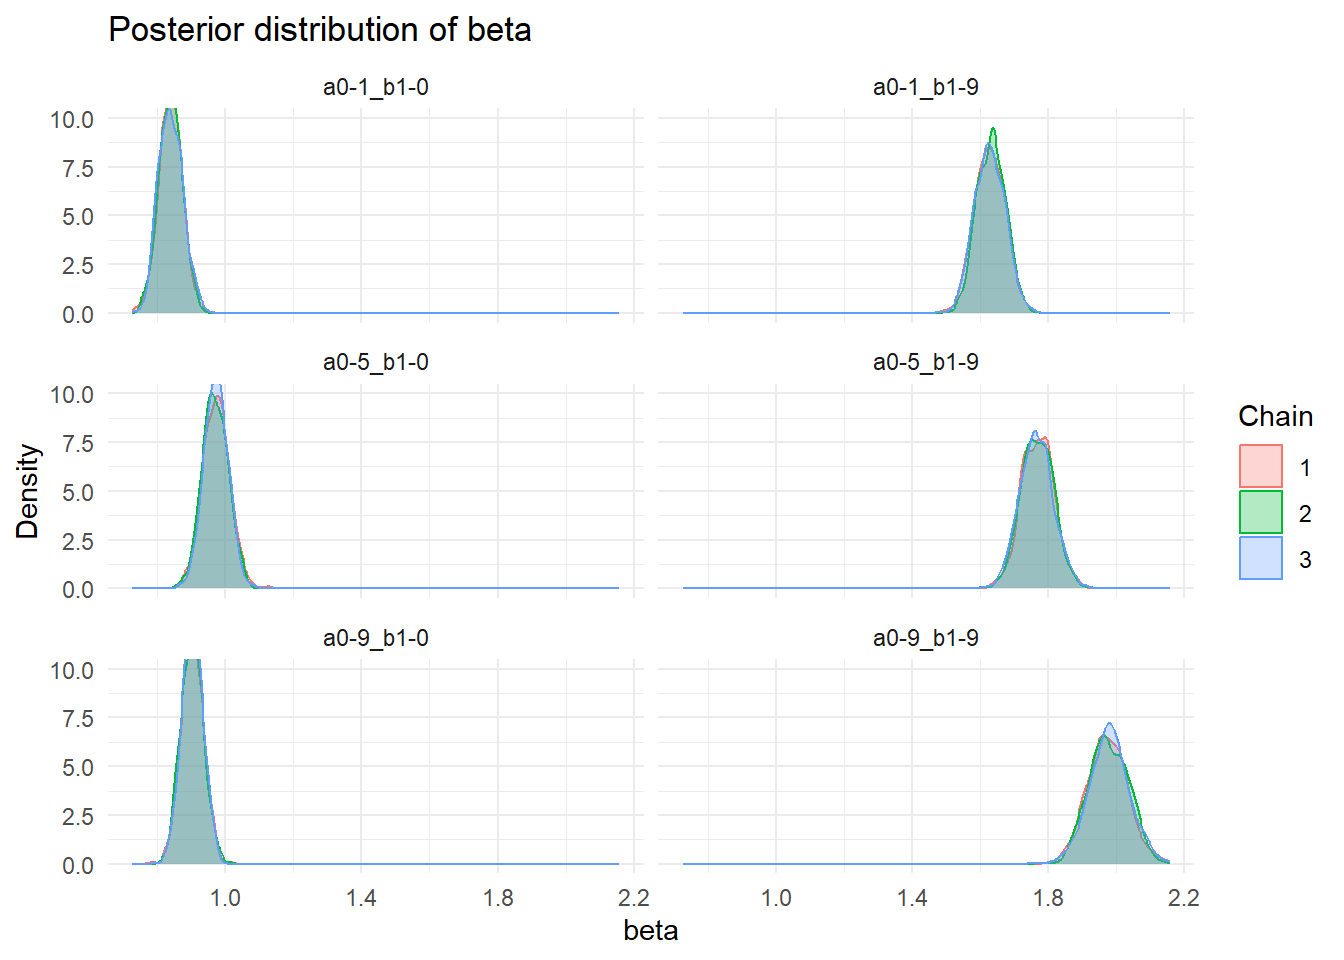 Posterior distribution of beta
a0-1_b1-0
a0-1_b1-9
10.0
7.5
5.0
2.5
0.0
a0-5_b1-0
a0-5_b1-9
10.0
7.5
5.0
2.5
0.0
a0-9_b1-0
a0-9_b1-9
10.0
7.5
5.0
2.5
0.0
1.0 1.4 1.8 2.2
1.0 1.4 1.8 2.2
beta
Density
Chain
1
2
3